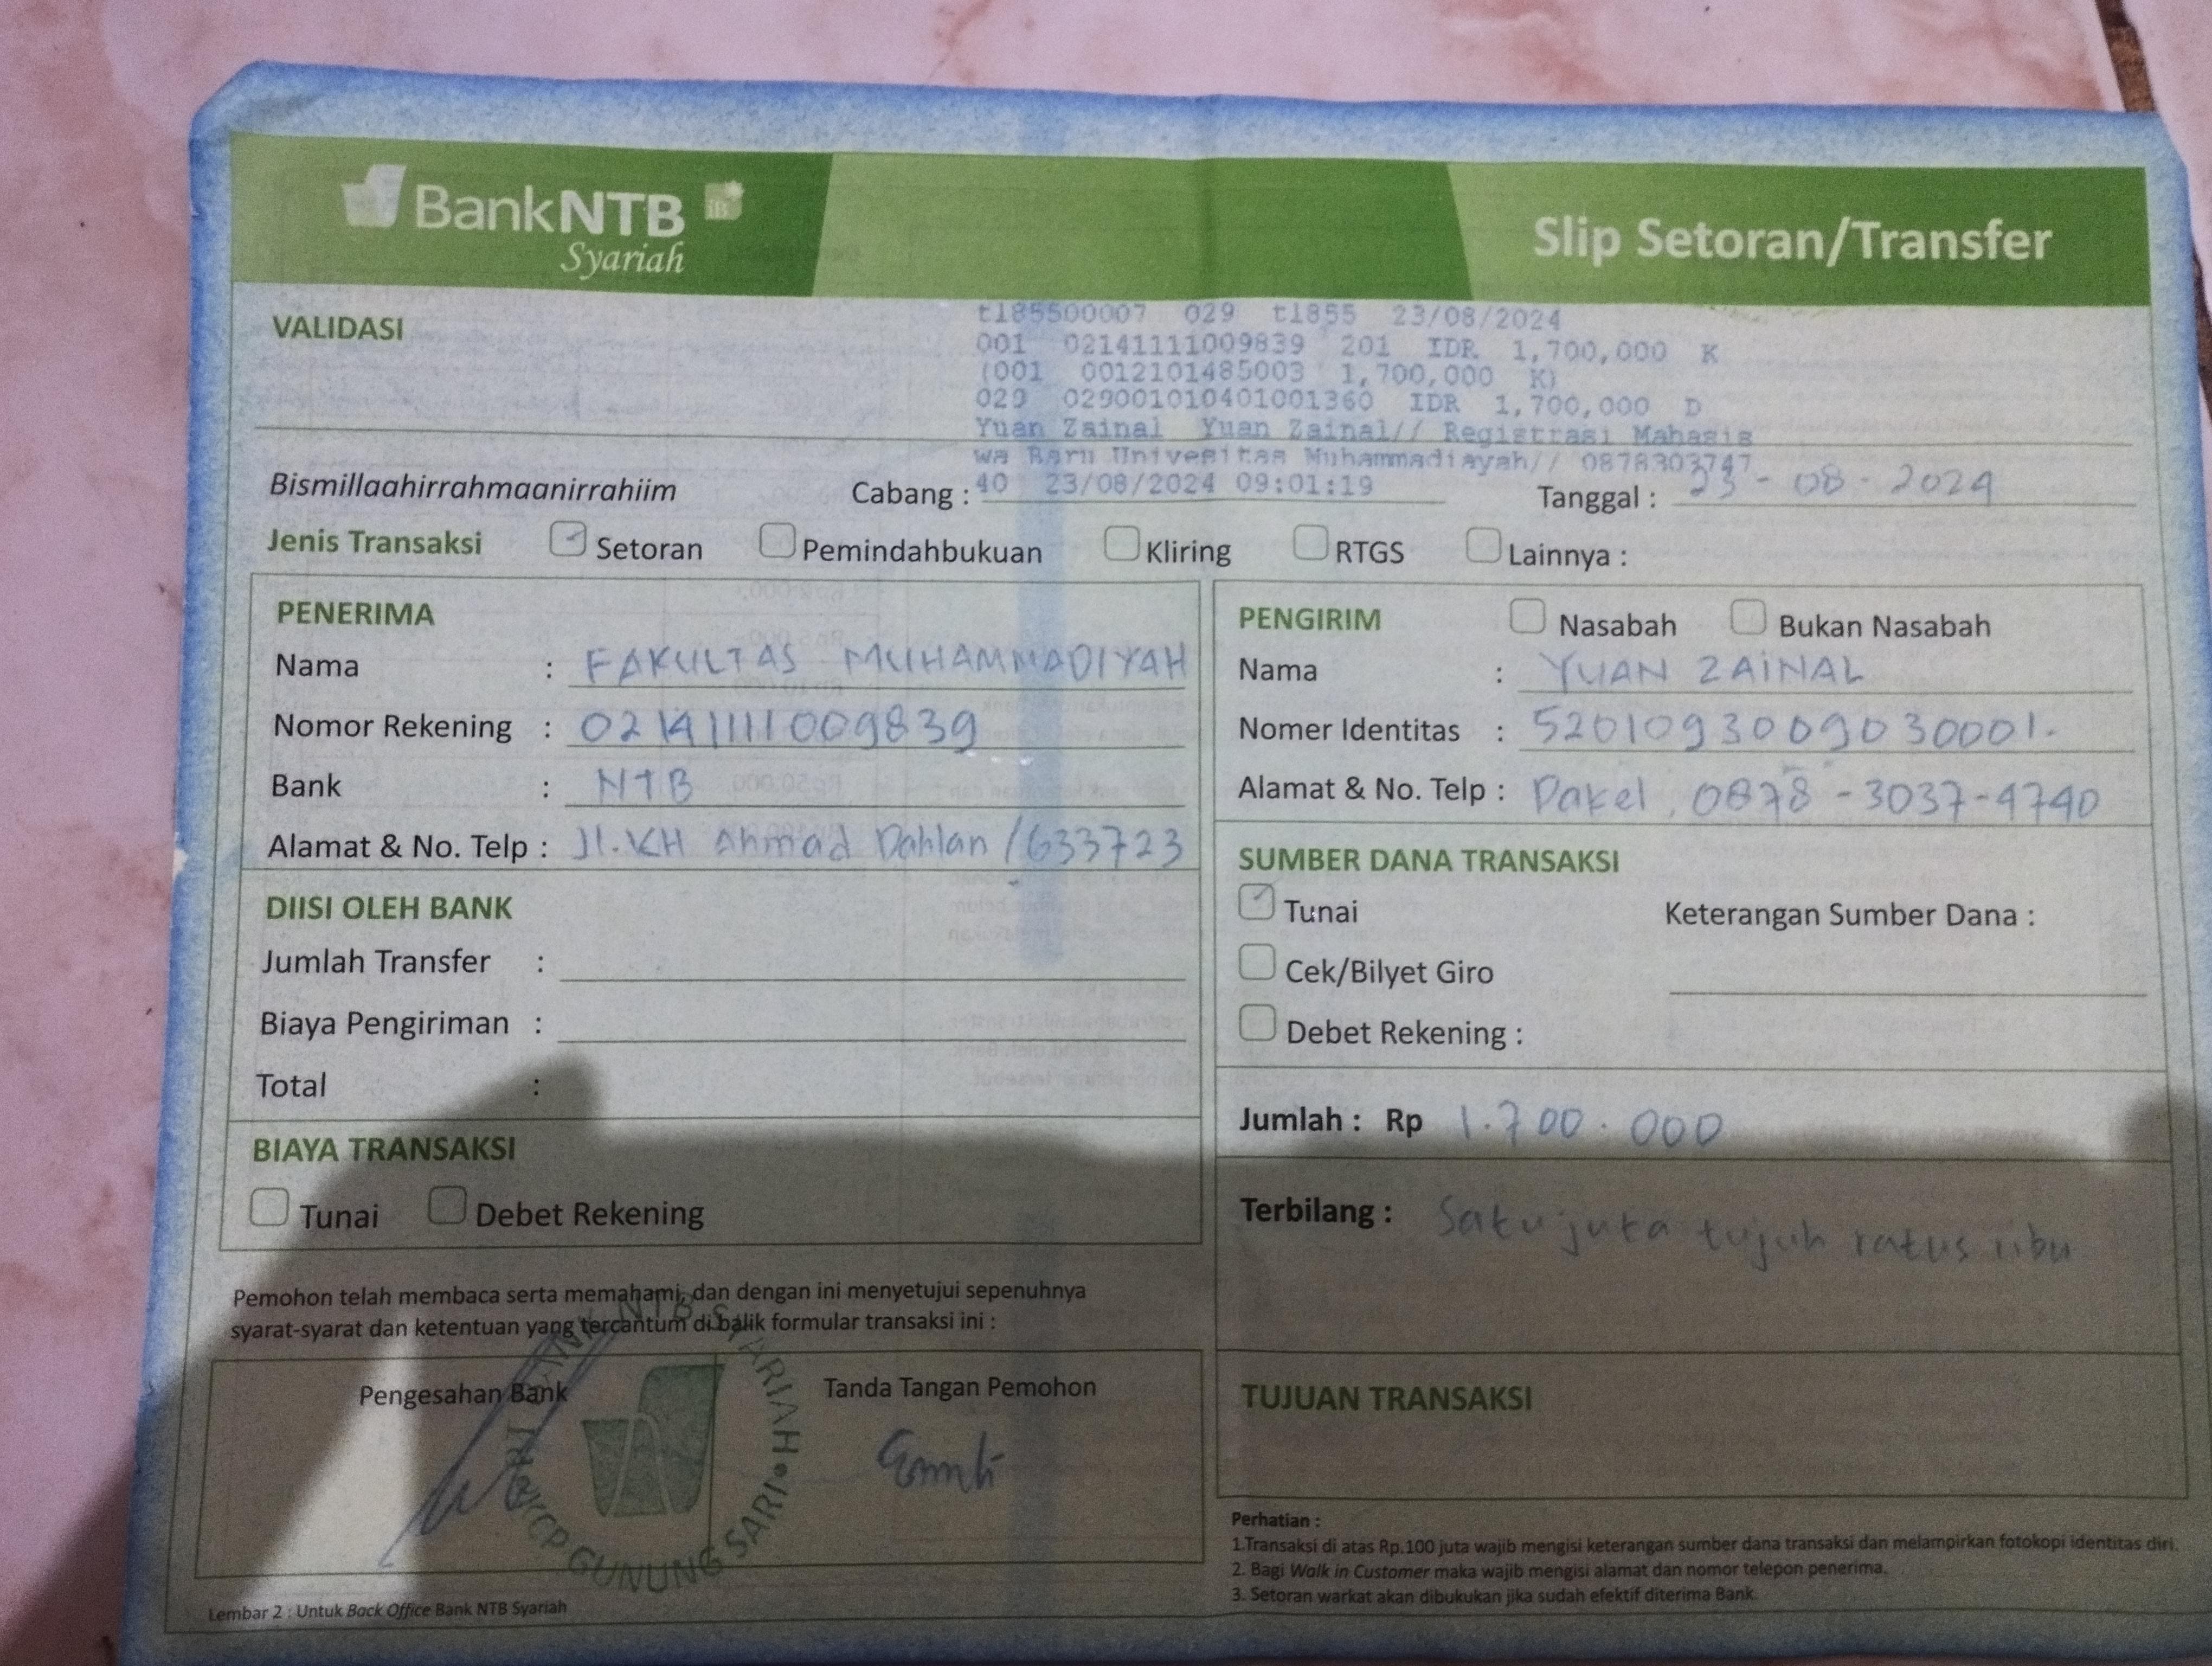 BankNTB iB
Syariah
Slip Setoran/Transfer
VALIDASI
t185500007 029 t1855 23/08/2024
001 02141111009839 201 IDR 1,700,000 K
(001 0012101485003 1,700,000 K)
029 029001010401001360 IDR 1,700,000 D
Yuan Zainal Yuan Zainal// Registrasi Mahasis
wa Baru Univesitas Muhammadiayah// 0878303747
40 23/08/2024 09:01:19
Bismillaahirrahmaanirrahiim
Cabang :
Tanggal : 23-08-2024
Jenis Transaksi Setoran Pemindahbukuan Kliring RTGS Lainnya :
PENERIMA
Nama : FAKULTAS MUHAMMADIYAH
Nomor Rekening : 02141111009839
Bank : NTB
Alamat & No. Telp : Jl.KH Ahmad Dahlan /633723
DIISI OLEH BANK
Jumlah Transfer :
Biaya Pengiriman :
Total :
BIAYA TRANSAKSI
Tunai Debet Rekening
PENGIRIM Nasabah Bukan Nasabah
Nama : YUAN ZAINAL
Nomer Identitas : 5201093009030001.
Alamat & No. Telp : Dakel, 0878-3037-4740
SUMBER DANA TRANSAKSI
Tunai Keterangan Sumber Dana :
Cek/Bilyet Giro
Debet Rekening :
Jumlah : Rp 1.700.000
Terbilang : Satu juta tujuh ratus ribu
TUJUAN TRANSAKSI
Pemohon telah membaca serta memahami, dan dengan ini menyetujui sepenuhnya
syarat-syarat dan ketentuan yang tercantum di balik formular transaksi ini :
Pengesahan Bank
Tanda Tangan Pemohon
BANK NTB SYARIAH
KCP GUNUNG SARI
Perhatian :
1.Transaksi di atas Rp.100 juta wajib mengisi keterangan sumber dana transaksi dan melampirkan fotokopi identitas diri.
2. Bagi Walk in Customer maka wajib mengisi alamat dan nomor telepon penerima.
3. Setoran warkat akan dibukukan jika sudah efektif diterima Bank.
Lembar 2 : Untuk Back Office Bank NTB Syariah